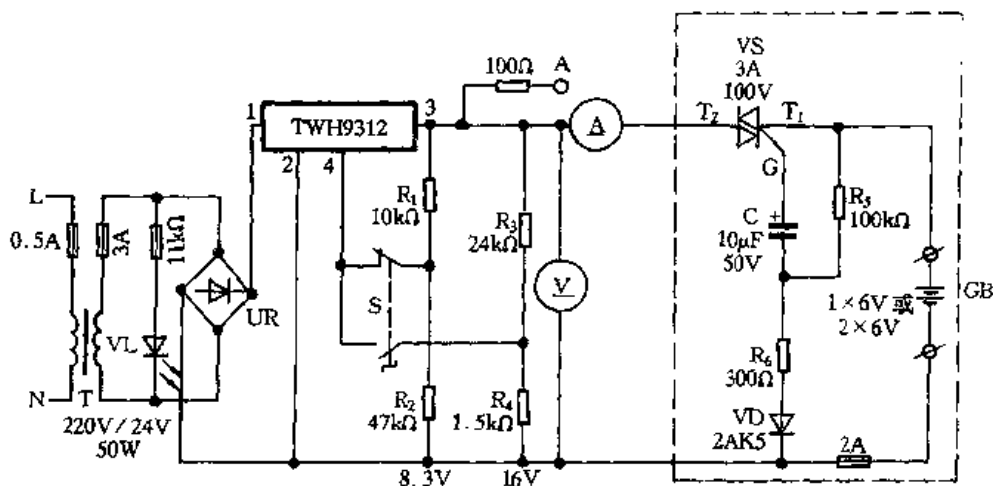 100Ω
A
VS
3A
100V
1
TWH9312
3
A
T₂
T₁
2
4
G
L
R₁
10kΩ
R₃
24kΩ
R₅
100kΩ
0.5A
3A
11kΩ
C
+
10μF
50V
V
S
GB
UR
1×6V或
2×6V
VL
R₆
300Ω
N
T
R₂
47kΩ
R₄
1.5kΩ
VD
2AK5
220V/24V
50W
2A
8.3V
16V